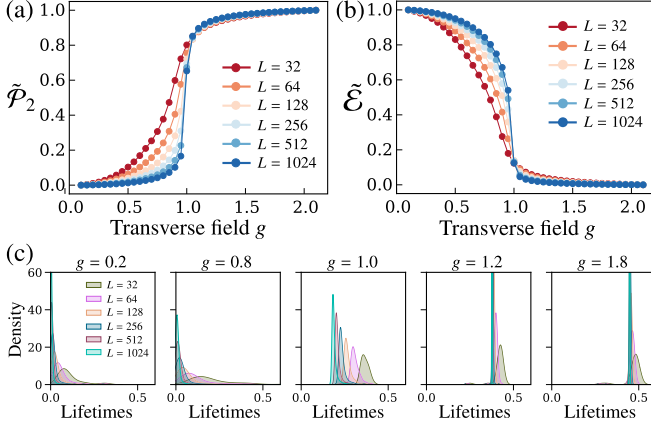 (a)
1.0
0.8
0.6
0.4
0.2
0.0
𝒫̃₂
L = 32
L = 64
L = 128
L = 256
L = 512
L = 1024
0.0 0.5 1.0 1.5 2.0
Transverse field g
(b)
1.0
0.8
0.6
0.4
0.2
0.0
ℰ̃
L = 32
L = 64
L = 128
L = 256
L = 512
L = 1024
0.0 0.5 1.0 1.5 2.0
Transverse field g
(c)
g = 0.2
60
40
20
0
Density
L = 32
L = 64
L = 128
L = 256
L = 512
L = 1024
0.0 0.5
Lifetimes
g = 0.8
0.0 0.5
Lifetimes
g = 1.0
0.0 0.5
Lifetimes
g = 1.2
0.0 0.5
Lifetimes
g = 1.8
0.0 0.5
Lifetimes